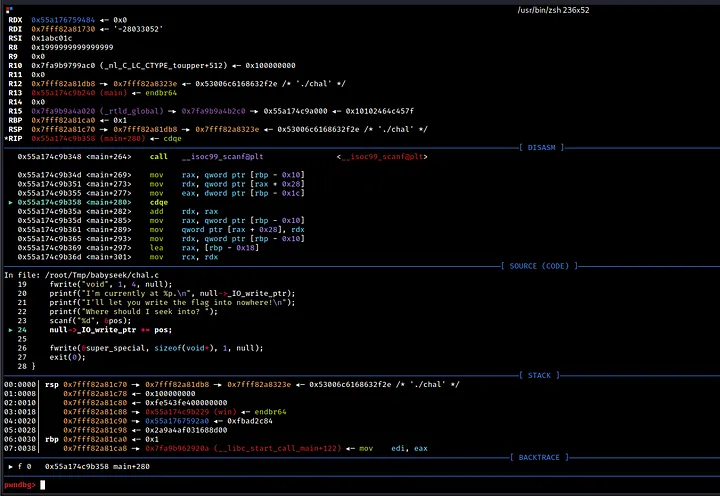 /usr/bin/zsh 236x52
RDX 0x55a176759484 ◂— 0x0
RDI 0x7fff82a81730 ◂— '-28033052'
RSI 0x1abc01c
R8 0x1999999999999999
R9 0x0
R10 0x7fa9b9799ac0 (_nl_C_LC_CTYPE_toupper+512) ◂— 0x100000000
R11 0x0
R12 0x7fff82a81db8 —▸ 0x7fff82a8323e ◂— 0x53006c6168632f2e /* './chal' */
R13 0x55a174c9b240 (main) ◂— endbr64
R14 0x0
R15 0x7fa9b9a4a020 (_rtld_global) —▸ 0x7fa9b9a4b2c0 —▸ 0x55a174c9a000 ◂— 0x10102464c457f
RBP 0x7fff82a81ca0 ◂— 0x1
RSP 0x7fff82a81c70 —▸ 0x7fff82a81db8 —▸ 0x7fff82a8323e ◂— 0x53006c6168632f2e /* './chal' */
*RIP 0x55a174c9b358 (main+280) ◂— cdqe
[ DISASM ]
0x55a174c9b348 <main+264> call __isoc99_scanf@plt <__isoc99_scanf@plt>
0x55a174c9b34d <main+269> mov rax, qword ptr [rbp - 0x10]
0x55a174c9b351 <main+273> mov rdx, qword ptr [rax + 0x28]
0x55a174c9b355 <main+277> mov eax, dword ptr [rbp - 0x1c]
► 0x55a174c9b358 <main+280> cdqe
0x55a174c9b35a <main+282> add rdx, rax
0x55a174c9b35d <main+285> mov rax, qword ptr [rbp - 0x10]
0x55a174c9b361 <main+289> mov qword ptr [rax + 0x28], rdx
0x55a174c9b365 <main+293> mov rdx, qword ptr [rbp - 0x10]
0x55a174c9b369 <main+297> lea rax, [rbp - 0x18]
0x55a174c9b36d <main+301> mov rcx, rdx
[ SOURCE (CODE) ]
In file: /root/Tmp/babyseek/chal.c
19 fwrite("void", 1, 4, null);
20 printf("I'm currently at %p.\n", null->_IO_write_ptr);
21 printf("I'll let you write the flag into nowhere!\n");
22 printf("Where should I seek into? ");
23 scanf("%d", &pos);
► 24 null->_IO_write_ptr += pos;
25
26 fwrite(&super_special, sizeof(void*), 1, null);
27 exit(0);
28 }
[ STACK ]
00:0000│ rsp 0x7fff82a81c70 —▸ 0x7fff82a81db8 —▸ 0x7fff82a8323e ◂— 0x53006c6168632f2e /* './chal' */
01:0008│ 0x7fff82a81c78 ◂— 0x100000000
02:0010│ 0x7fff82a81c80 ◂— 0xfe543fe400000000
03:0018│ 0x7fff82a81c88 —▸ 0x55a174c9b229 (win) ◂— endbr64
04:0020│ 0x7fff82a81c90 —▸ 0x55a1767592a0 ◂— 0xfbad2c84
05:0028│ 0x7fff82a81c98 ◂— 0x2a9a4af031688d00
06:0030│ rbp 0x7fff82a81ca0 ◂— 0x1
07:0038│ 0x7fff82a81ca8 —▸ 0x7fa9b962920a (__libc_start_call_main+122) ◂— mov edi, eax
[ BACKTRACE ]
► f 0 0x55a174c9b358 main+280
pwndbg>